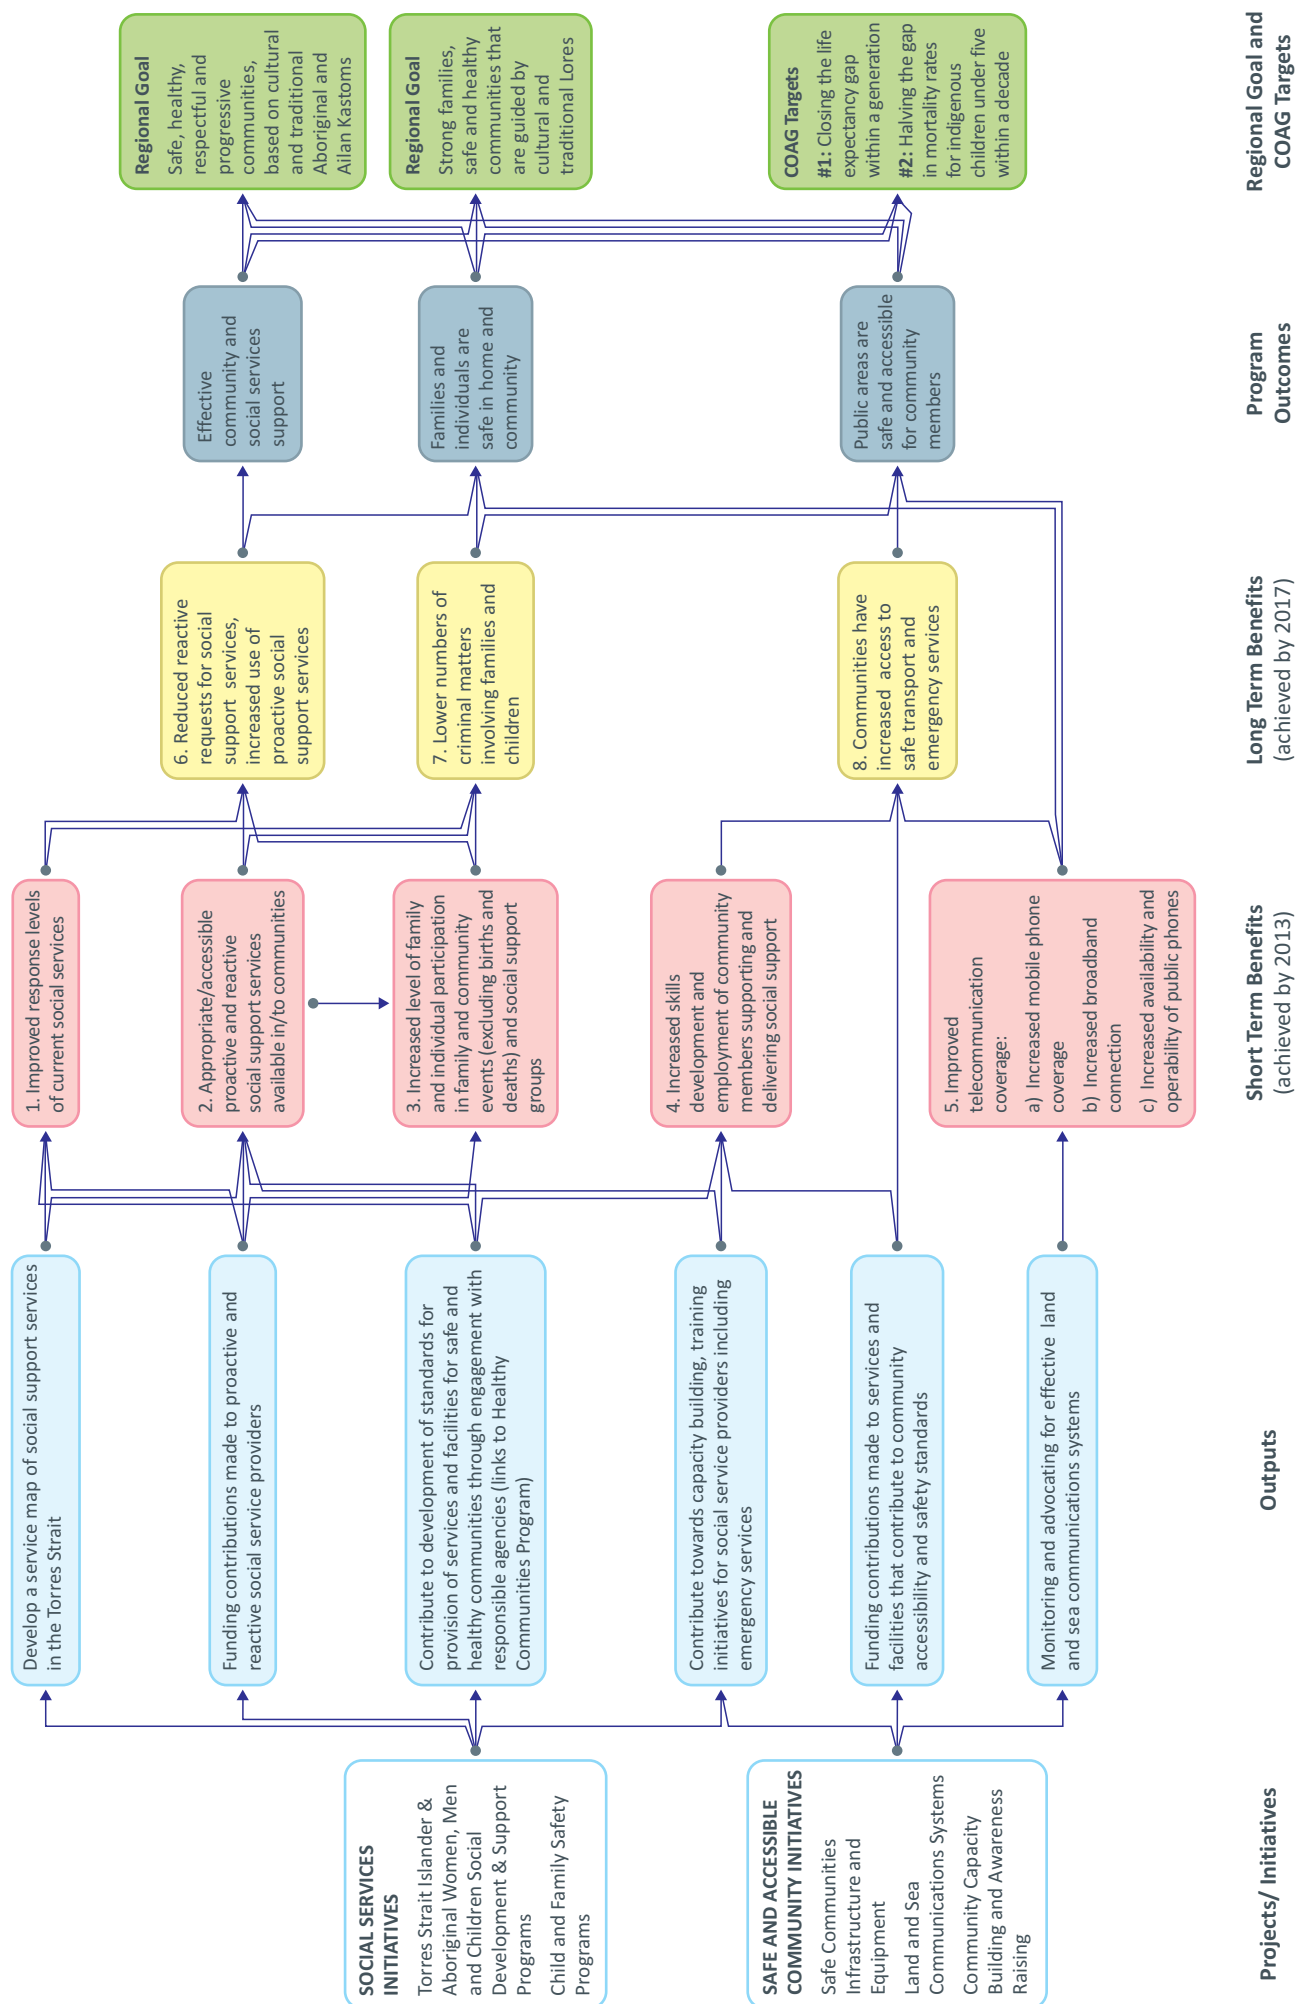 SOCIAL SERVICES
INITIATIVES
Torres Strait Islander &
Aboriginal Women, Men
and Children Social
Development & Support
Programs
Child and Family Safety
Programs
SAFE AND ACCESSIBLE
COMMUNITY INITIATIVES
Safe Communities
Infrastructure and
Equipment
Land and Sea
Communications Systems
Community Capacity
Building and Awareness
Raising
Projects/ Initiatives
Develop a service map of social support services
in the Torres Strait
Funding contributions made to proactive and
reactive social service providers
Contribute to development of standards for
provision of services and facilities for safe and
healthy communities through engagement with
responsible agencies (links to Healthy
Communities Program)
Contribute towards capacity building, training
initiatives for social service providers including
emergency services
Funding contributions made to services and
facilities that contribute to community
accessibility and safety standards
Monitoring and advocating for effective land
and sea communications systems
Outputs
1. Improved response levels
of current social services
2. Appropriate/accessible
proactive and reactive
social support services
available in/to communities
3. Increased level of family
and individual participation
in family and community
events (excluding births and
deaths) and social support
groups
4. Increased skills
development and
employment of community
members supporting and
delivering social support
5. Improved
telecommunication
coverage:
a) Increased mobile phone
coverage
b) Increased broadband
connection
c) Increased availability and
operability of public phones
Short Term Benefits
(achieved by 2013)
6. Reduced reactive
requests for social
support services,
increased use of
proactive social
support services
7. Lower numbers of
criminal matters
involving families and
children
8. Communities have
increased access to
safe transport and
emergency services
Long Term Benefits
(achieved by 2017)
Effective
community and
social services
support
Families and
individuals are
safe in home and
community
Public areas are
safe and accessible
for community
members
Program
Outcomes
Regional Goal
Safe, healthy,
respectful and
progressive
communities,
based on cultural
and traditional
Aboriginal and
Ailan Kastoms
Regional Goal
Strong families,
safe and healthy
communities that
are guided by
cultural and
traditional Lores
COAG Targets
#1: Closing the life
expectancy gap
within a generation
#2: Halving the gap
in mortality rates
for indigenous
children under five
within a decade
Regional Goal and
COAG Targets